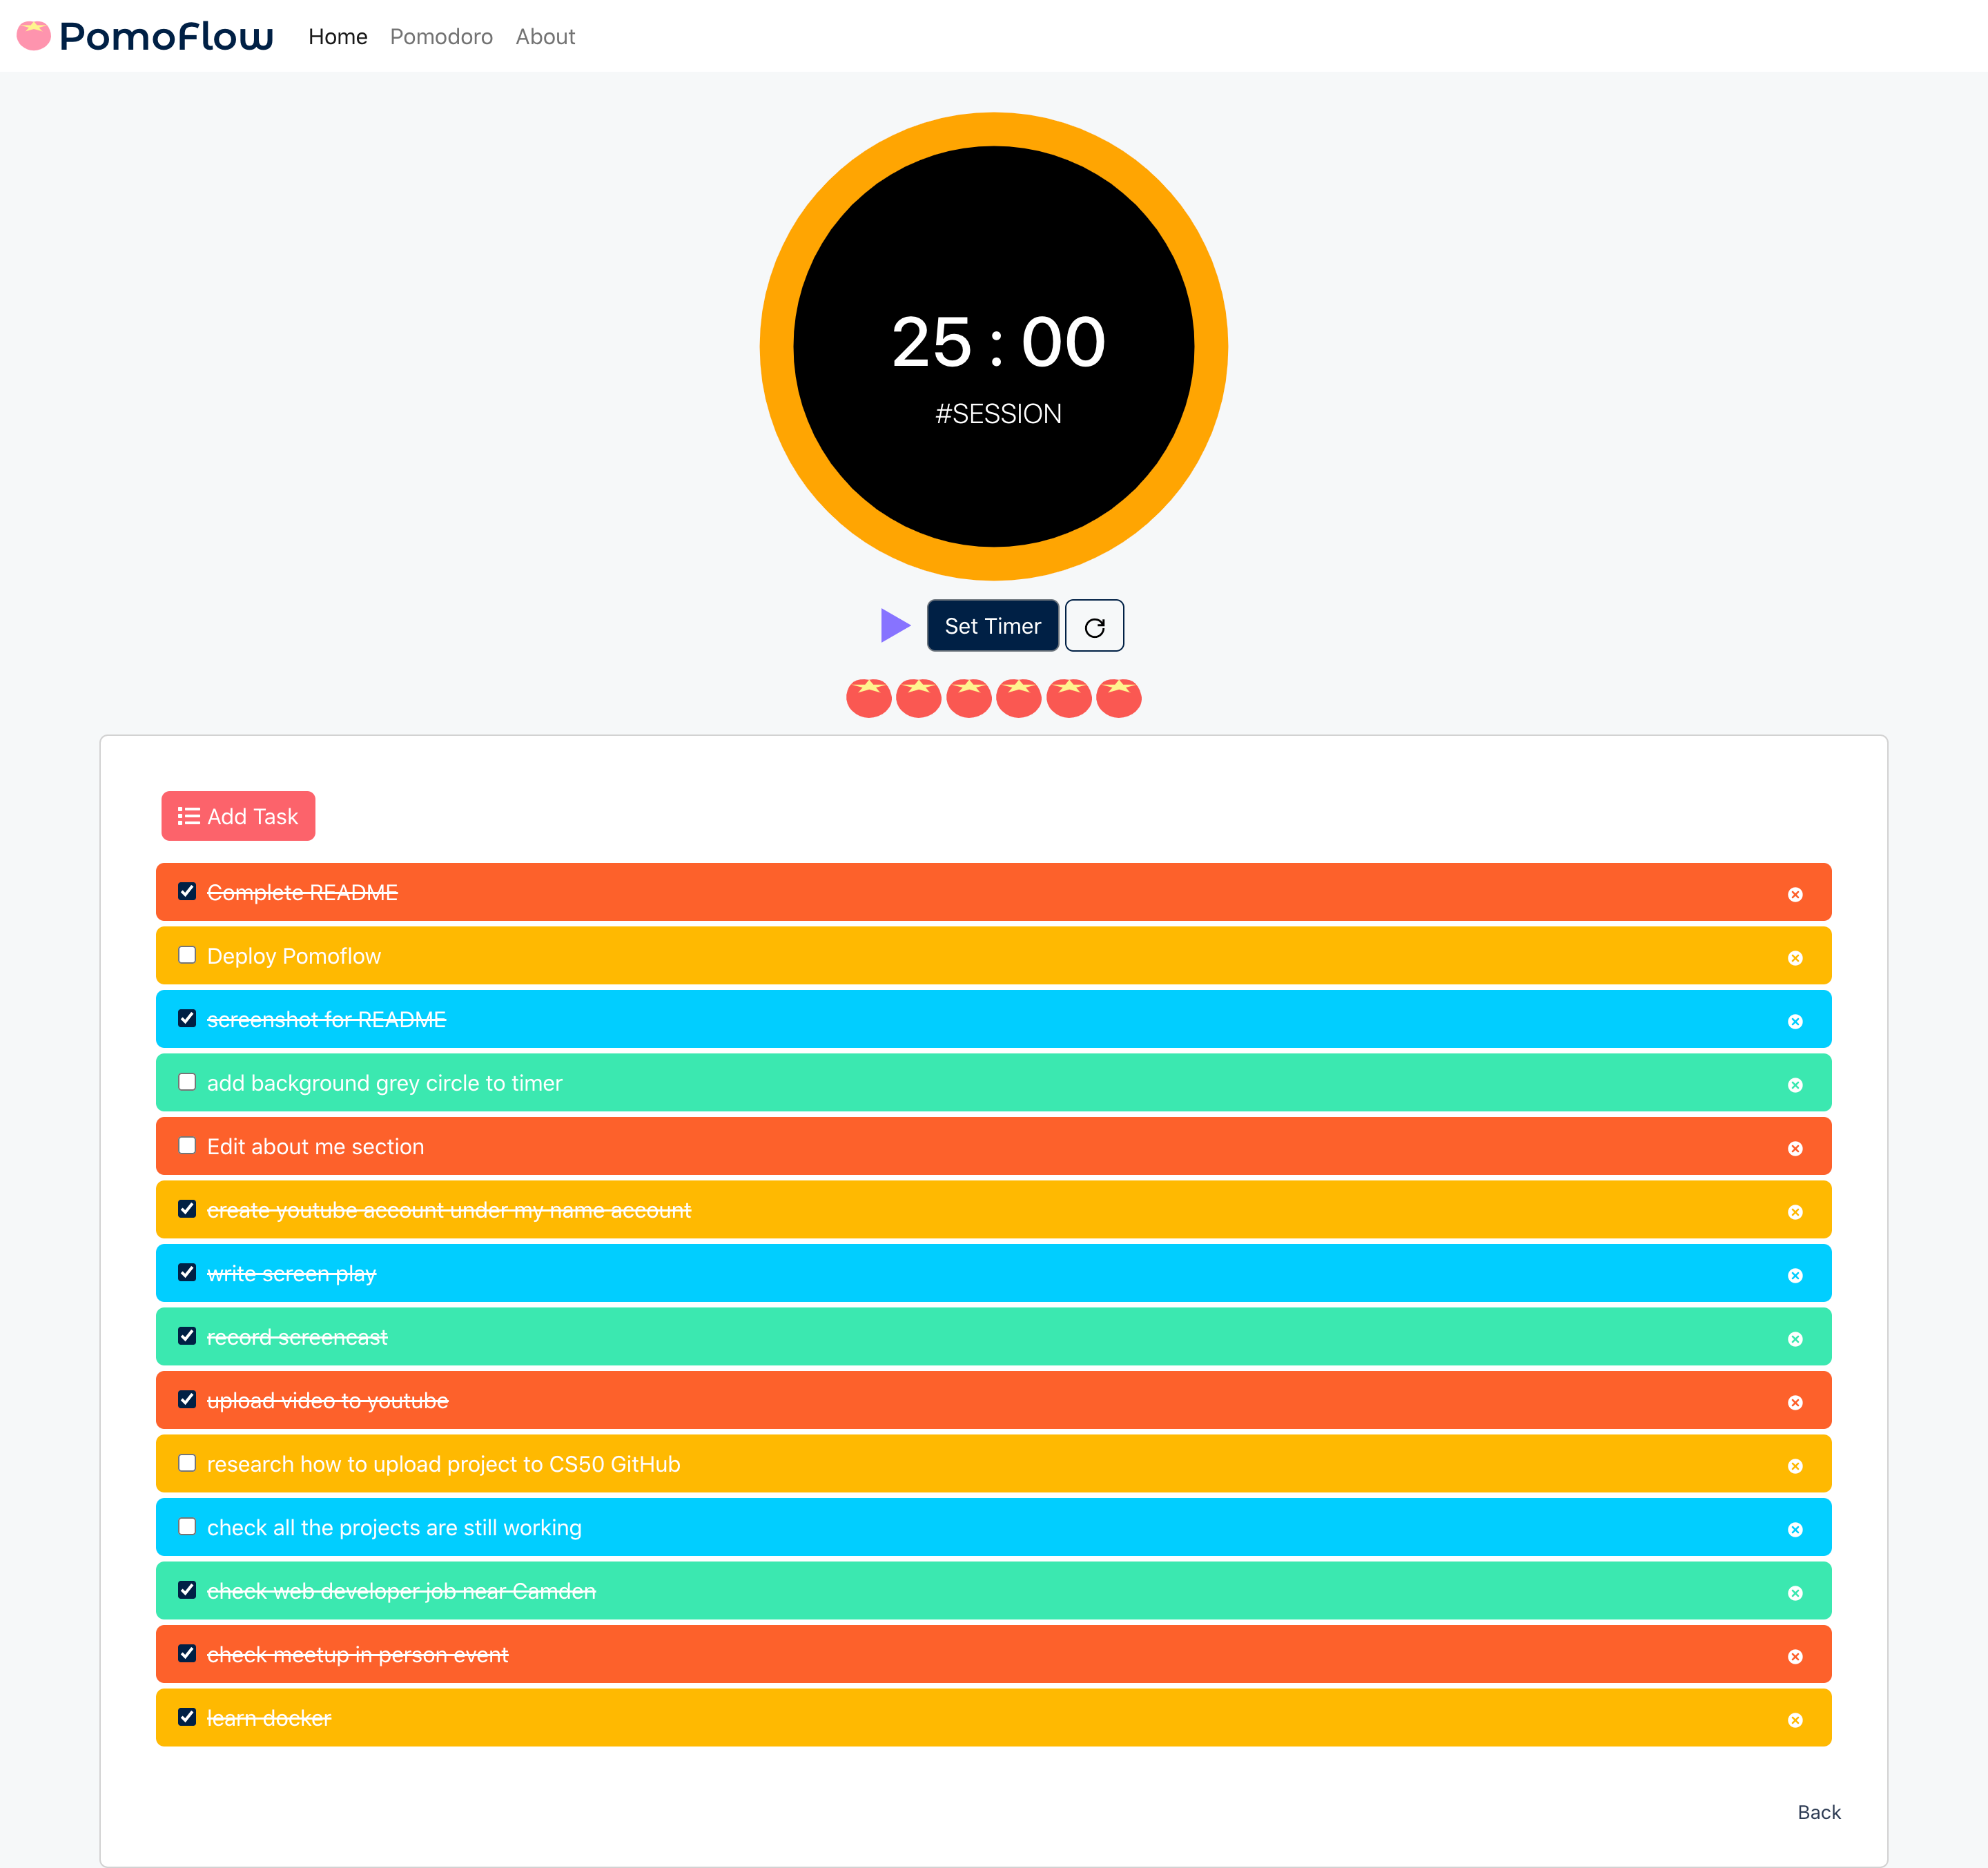 PomoFlow Home Pomodoro About
25 : 00
#SESSION
Set Timer
Add Task
Complete README
Deploy Pomoflow
screenshot for README
add background grey circle to timer
Edit about me section
create youtube account under my name account
write screen play
record screencast
upload video to youtube
research how to upload project to CS50 GitHub
check all the projects are still working
check web developer job near Camden
check meetup in person event
learn docker
Back